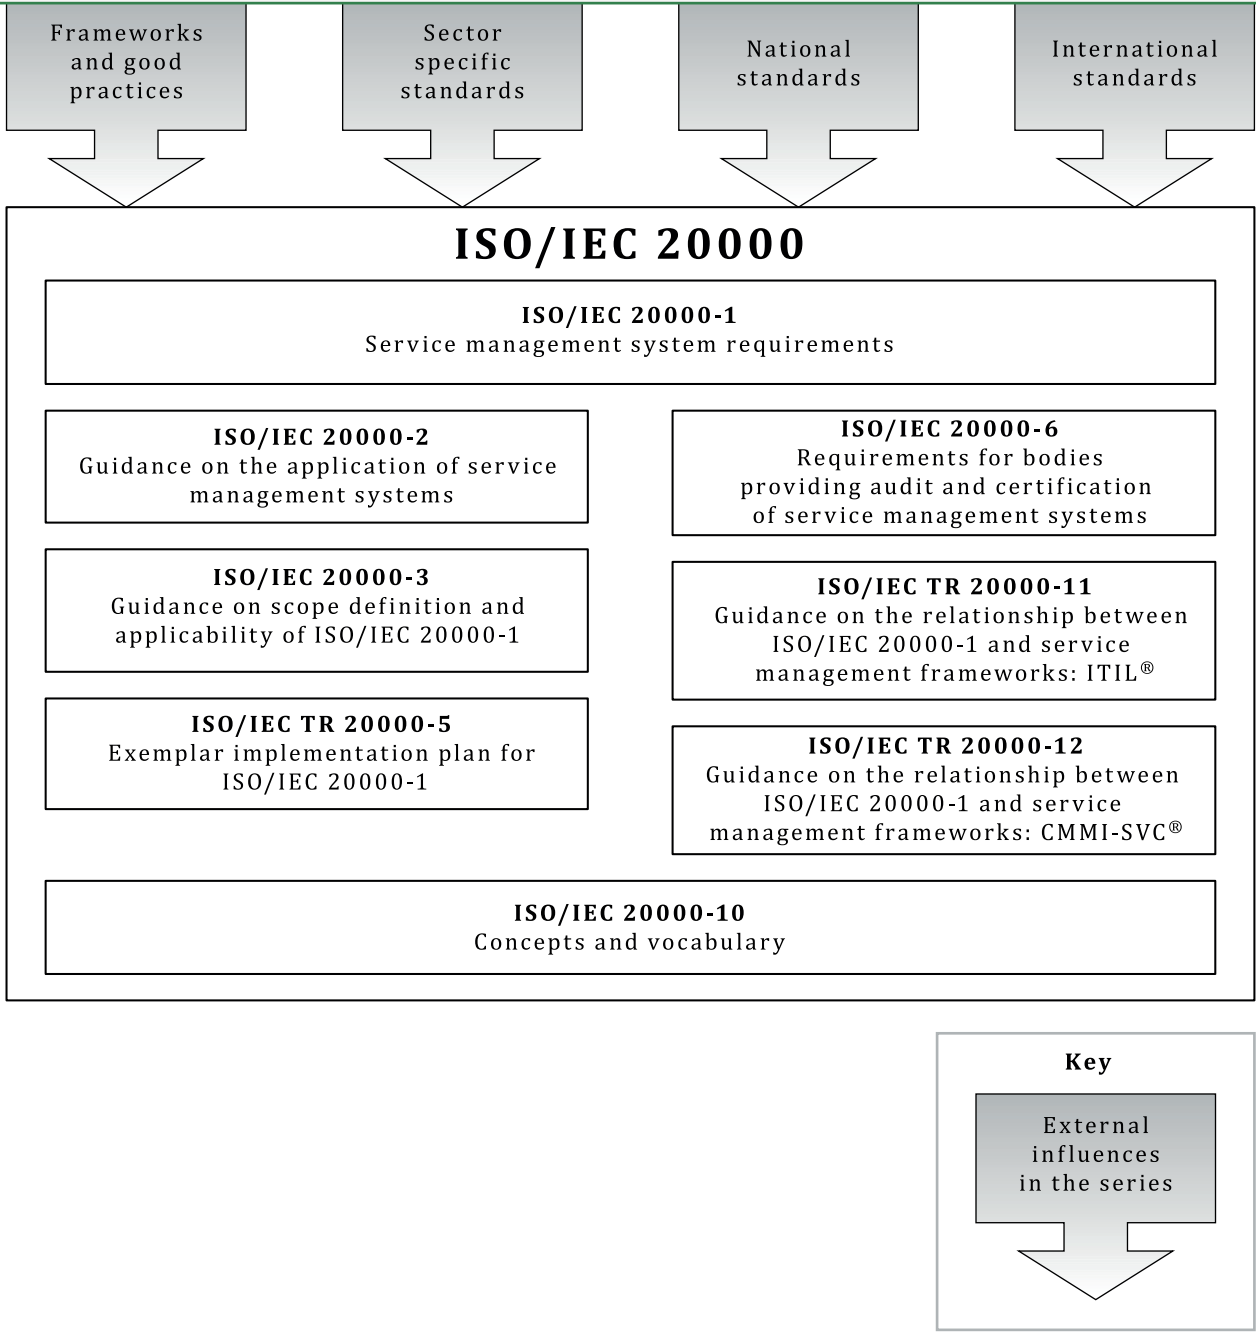 Frameworks
and good
practices
Sector
specific
standards
National
standards
International
standards
ISO/IEC 20000
ISO/IEC 20000-1
Service management system requirements
ISO/IEC 20000-2
Guidance on the application of service
management systems
ISO/IEC 20000-3
Guidance on scope definition and
applicability of ISO/IEC 20000-1
ISO/IEC TR 20000-5
Exemplar implementation plan for
ISO/IEC 20000-1
ISO/IEC 20000-6
Requirements for bodies
providing audit and certification
of service management systems
ISO/IEC TR 20000-11
Guidance on the relationship between
ISO/IEC 20000-1 and service
management frameworks: ITIL®
ISO/IEC TR 20000-12
Guidance on the relationship between
ISO/IEC 20000-1 and service
management frameworks: CMMI-SVC®
ISO/IEC 20000-10
Concepts and vocabulary
Key
External
influences
in the series